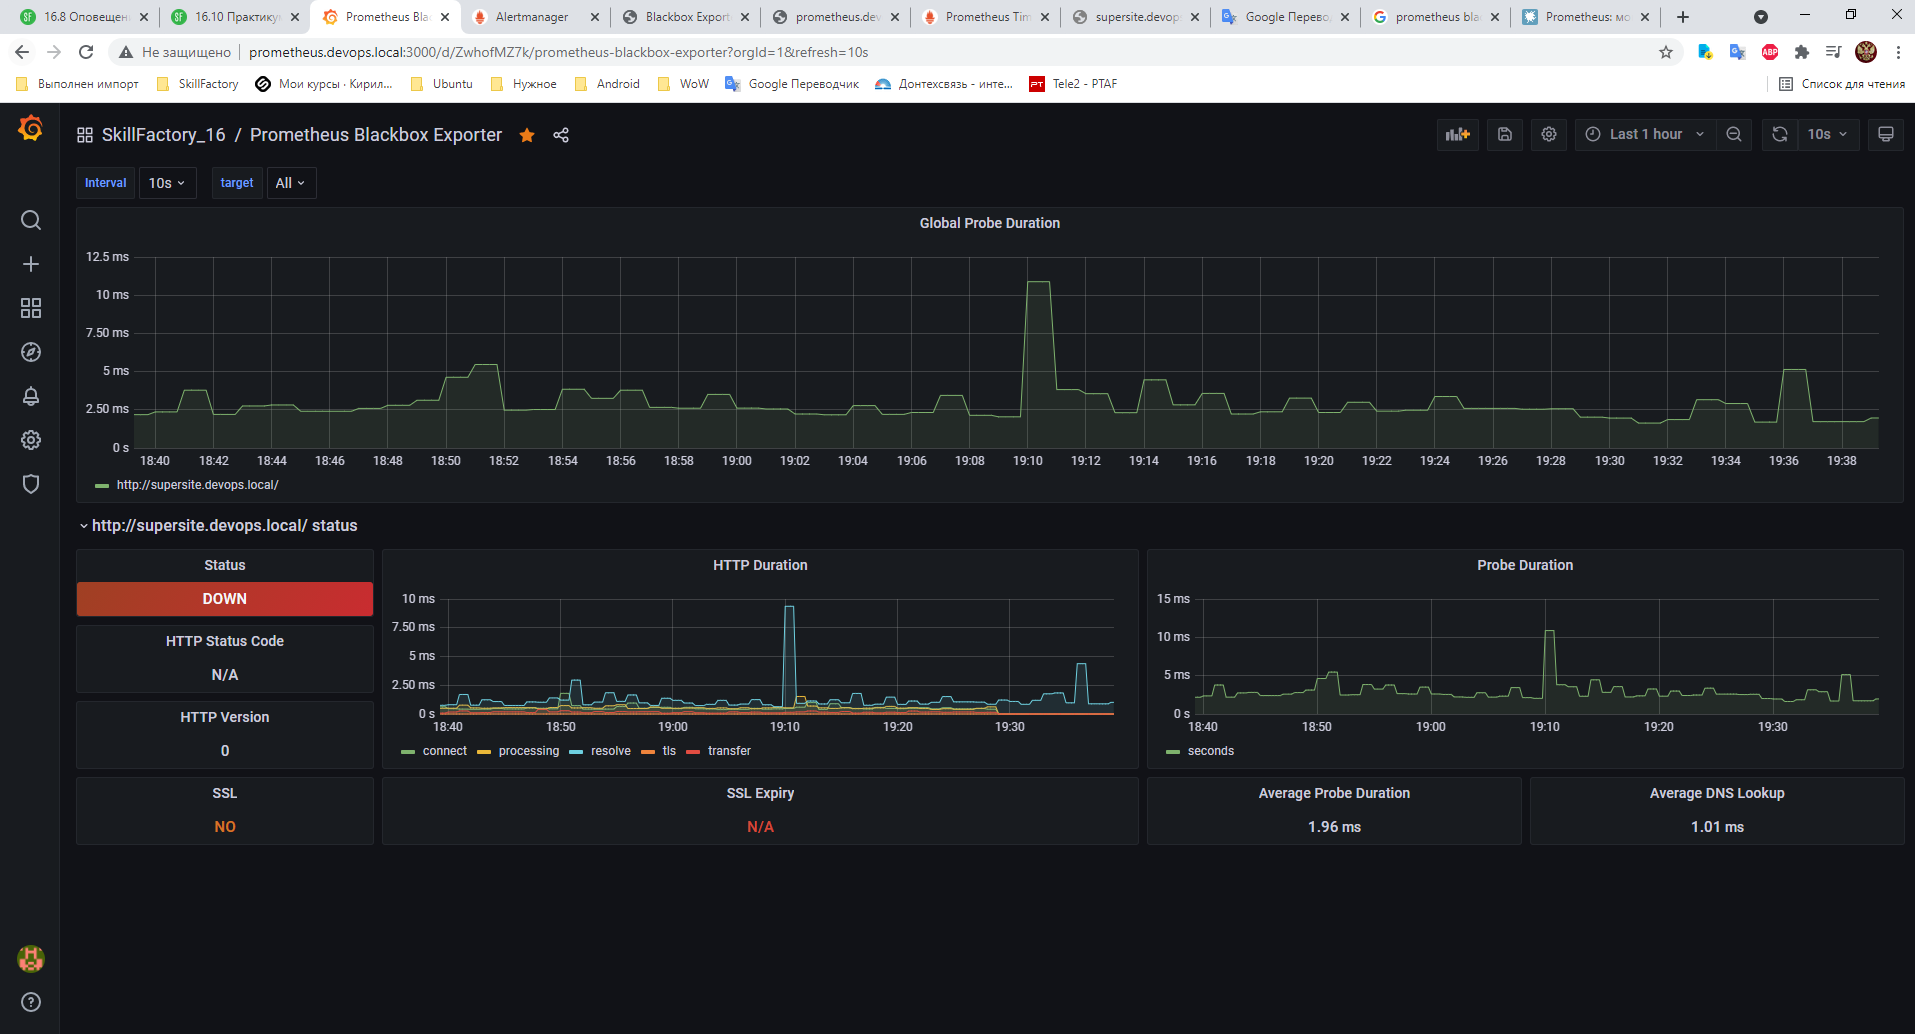 16.8 Оповещен
16.10 Практику
Prometheus Bla
Alertmanager
Blackbox Export
prometheus.dev
Prometheus Tim
supersite.devops
Google Перево
prometheus bla
Prometheus: мо
Не защищено
prometheus.devops.local:3000/d/ZwhofMZ7k/prometheus-blackbox-exporter?orgId=1&refresh=10s
ABP
Выполнен импорт
SkillFactory
Мои курсы · Кирил...
Ubuntu
Нужное
Android
WoW
Google Переводчик
Донтехсвязь - инте...
PT
Tele2 - PTAF
Список для чтения
SkillFactory_16 / Prometheus Blackbox Exporter
Last 1 hour
10s
Interval
10s
target
All
Global Probe Duration
12.5 ms
10 ms
7.50 ms
5 ms
2.50 ms
0 s
18:40 18:42 18:44 18:46 18:48 18:50 18:52 18:54 18:56 18:58 19:00 19:02 19:04 19:06 19:08 19:10 19:12 19:14 19:16 19:18 19:20 19:22 19:24 19:26 19:28 19:30 19:32 19:34 19:36 19:38
http://supersite.devops.local/
http://supersite.devops.local/ status
Status
DOWN
HTTP Status Code
N/A
HTTP Version
0
SSL
NO
HTTP Duration
10 ms
7.50 ms
5 ms
2.50 ms
0 s
18:40 18:50 19:00 19:10 19:20 19:30
connect processing resolve tls transfer
Probe Duration
15 ms
10 ms
5 ms
0 s
18:40 18:50 19:00 19:10 19:20 19:30
seconds
SSL Expiry
N/A
Average Probe Duration
1.96 ms
Average DNS Lookup
1.01 ms